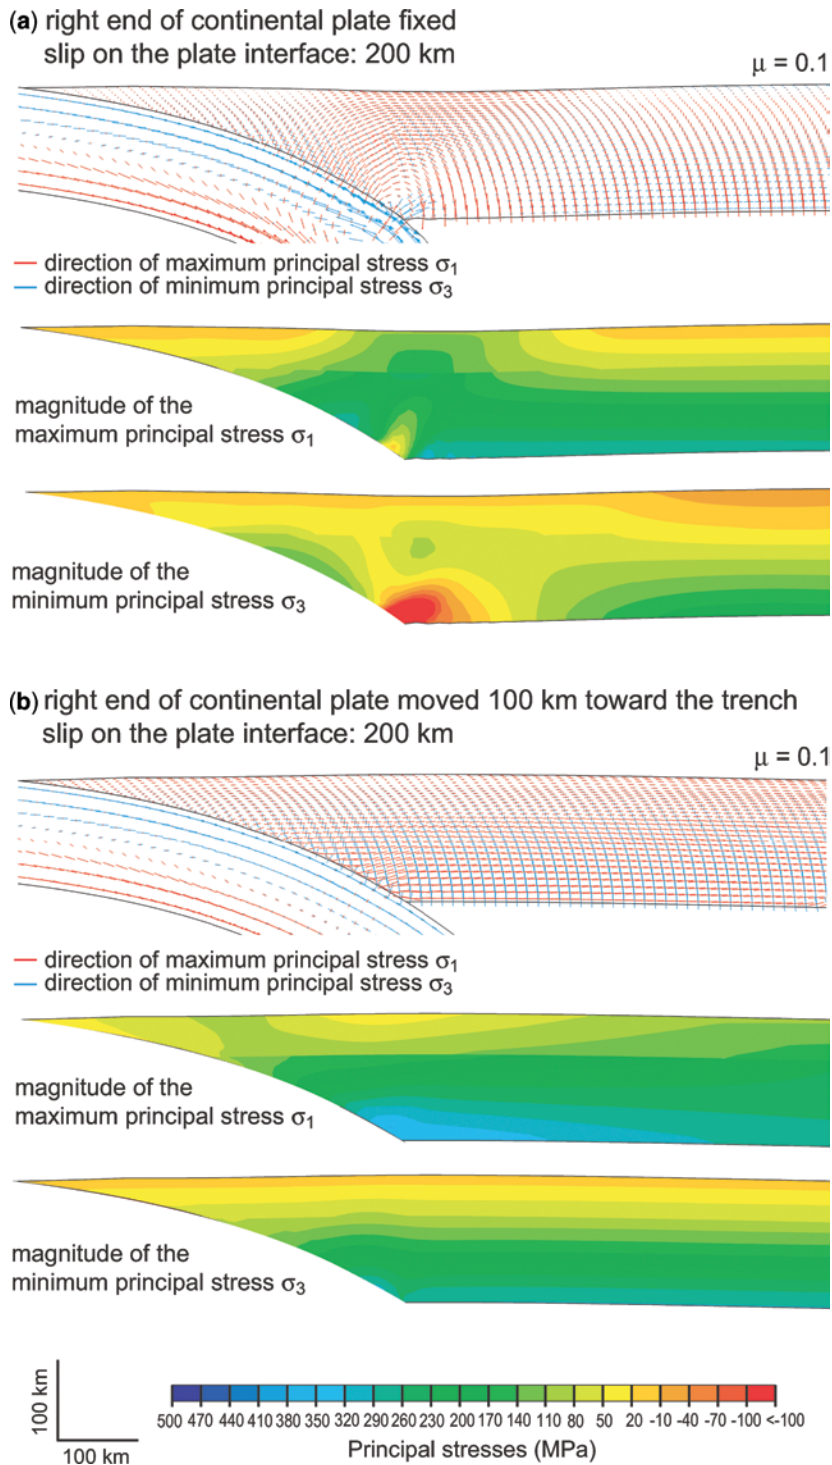 (a) right end of continental plate fixed
slip on the plate interface: 200 km
μ = 0.1
direction of maximum principal stress σ1
direction of minimum principal stress σ3
magnitude of the
maximum principal stress σ1
magnitude of the
minimum principal stress σ3
(b) right end of continental plate moved 100 km toward the trench
slip on the plate interface: 200 km
μ = 0.1
direction of maximum principal stress σ1
direction of minimum principal stress σ3
magnitude of the
maximum principal stress σ1
magnitude of the
minimum principal stress σ3
100 km
100 km
500 470 440 410 380 350 320 290 260 230 200 170 140 110 80 50 20 -10 -40 -70 -100 <-100
Principal stresses (MPa)